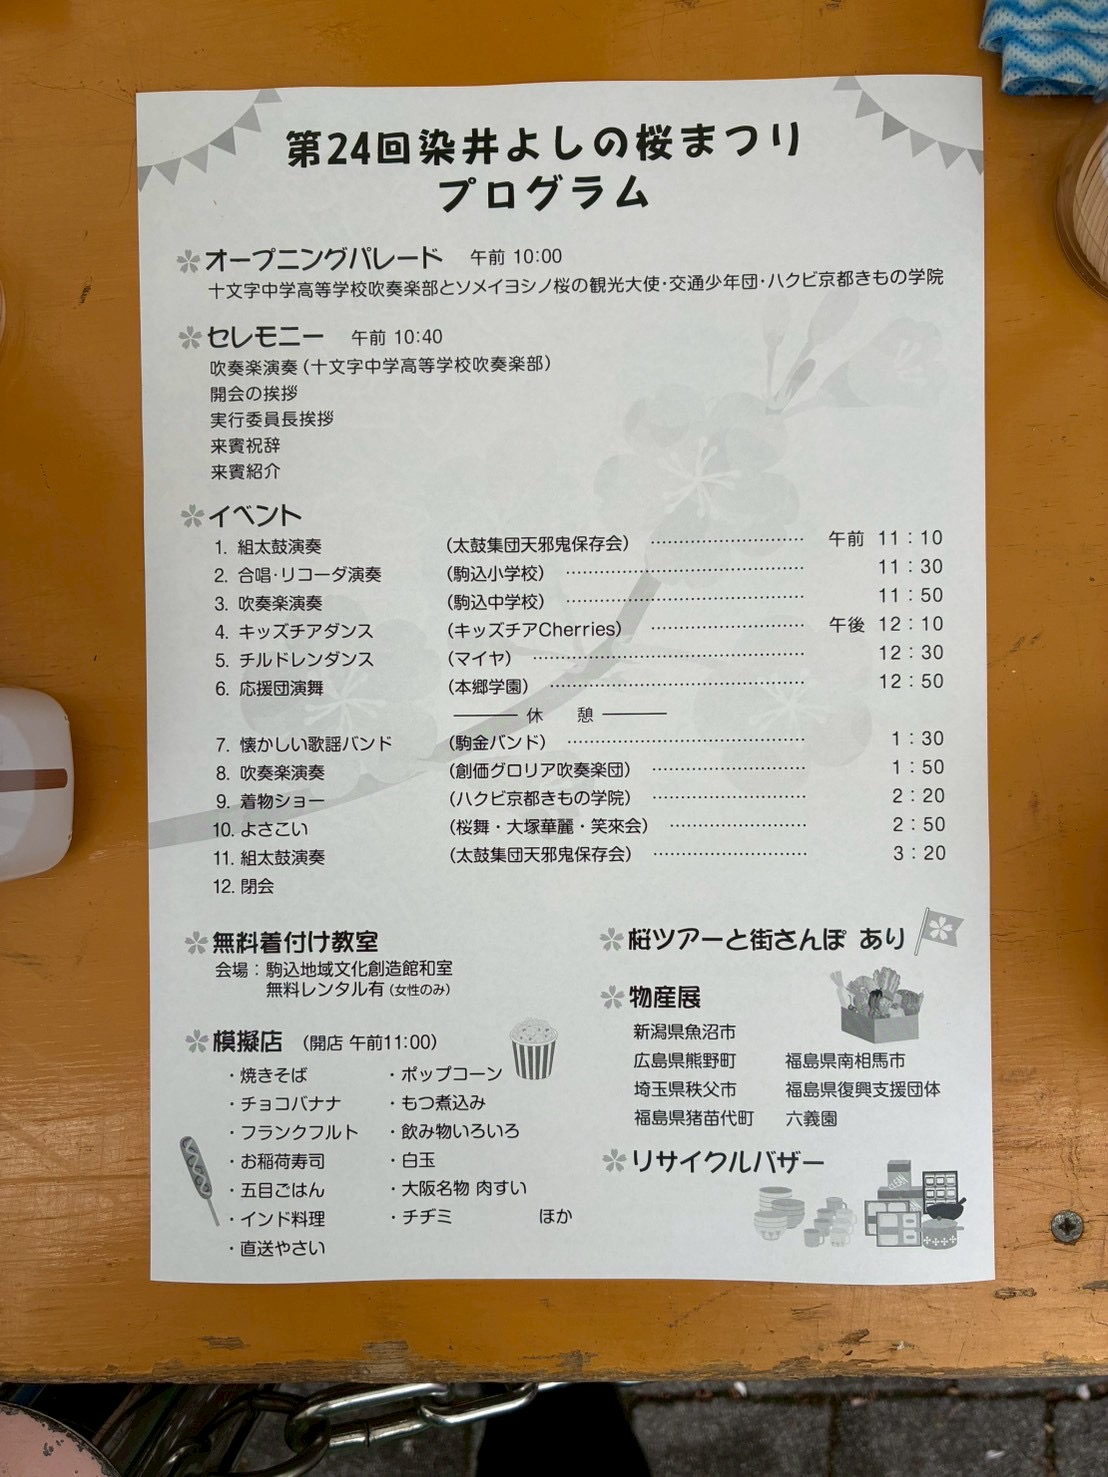 第24回染井よしの桜まつり
プログラム
オープニングパレード 午前 10:00
十文字中学高等学校吹奏楽部とソメイヨシノ桜の観光大使・交通少年団・ハクビ京都きもの学院
セレモニー 午前 10:40
吹奏楽演奏(十文字中学高等学校吹奏楽部)
開会の挨拶
実行委員長挨拶
来賓祝辞
来賓紹介
イベント
1. 組太鼓演奏 (太鼓集団天邪鬼保存会) ………………… 午前 11:10
2. 合唱・リコーダ演奏 (駒込小学校) ………………… 11:30
3. 吹奏楽演奏 (駒込中学校) ………………… 11:50
4. キッズチアダンス (キッズチアCherries) ………………… 午後 12:10
5. チルドレンダンス (マイヤ) ………………… 12:30
6. 応援団演舞 (本郷学園) ………………… 12:50
休 憩
7. 懐かしい歌謡バンド (駒金バンド) ………………… 1:30
8. 吹奏楽演奏 (創価グロリア吹奏楽団) ………………… 1:50
9. 着物ショー (ハクビ京都きもの学院) ………………… 2:20
10. よさこい (桜舞・大塚華麗・笑來会) ………………… 2:50
11. 組太鼓演奏 (太鼓集団天邪鬼保存会) ………………… 3:20
12. 閉会
無料着付け教室
会場:駒込地域文化創造館和室
無料レンタル有(女性のみ)
模擬店 (開店 午前11:00)
・焼きそば
・チョコバナナ
・フランクフルト
・お稲荷寿司
・五目ごはん
・インド料理
・直送やさい
・ポップコーン
・もつ煮込み
・飲み物いろいろ
・白玉
・大阪名物 肉すい
・チヂミ ほか
桜ツアーと街さんぽ あり
物産展
新潟県魚沼市
広島県熊野町 福島県南相馬市
埼玉県秩父市 福島県復興支援団体
福島県猪苗代町 六義園
リサイクルバザー